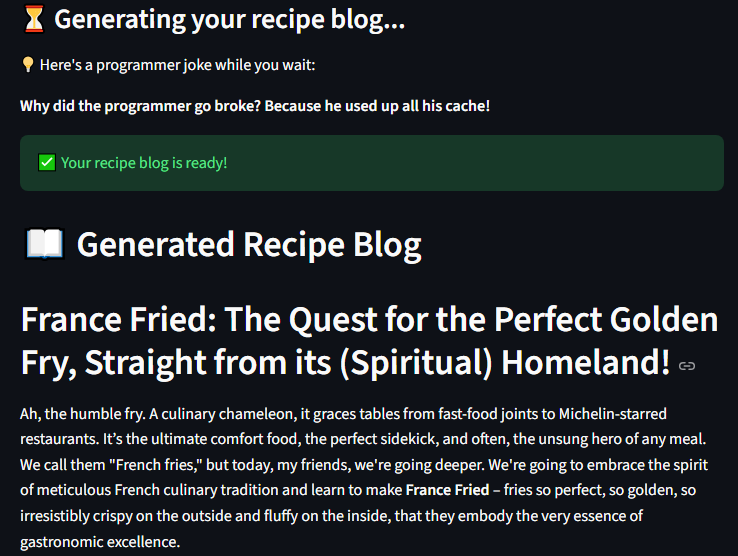 ⏳ Generating your recipe blog...
💡 Here's a programmer joke while you wait:
Why did the programmer go broke? Because he used up all his cache!
✅ Your recipe blog is ready!
📖 Generated Recipe Blog
France Fried: The Quest for the Perfect Golden
Fry, Straight from its (Spiritual) Homeland!
Ah, the humble fry. A culinary chameleon, it graces tables from fast-food joints to Michelin-starred
restaurants. It’s the ultimate comfort food, the perfect sidekick, and often, the unsung hero of any meal.
We call them "French fries," but today, my friends, we're going deeper. We're going to embrace the spirit
of meticulous French culinary tradition and learn to make France Fried – fries so perfect, so golden, so
irresistibly crispy on the outside and fluffy on the inside, that they embody the very essence of
gastronomic excellence.